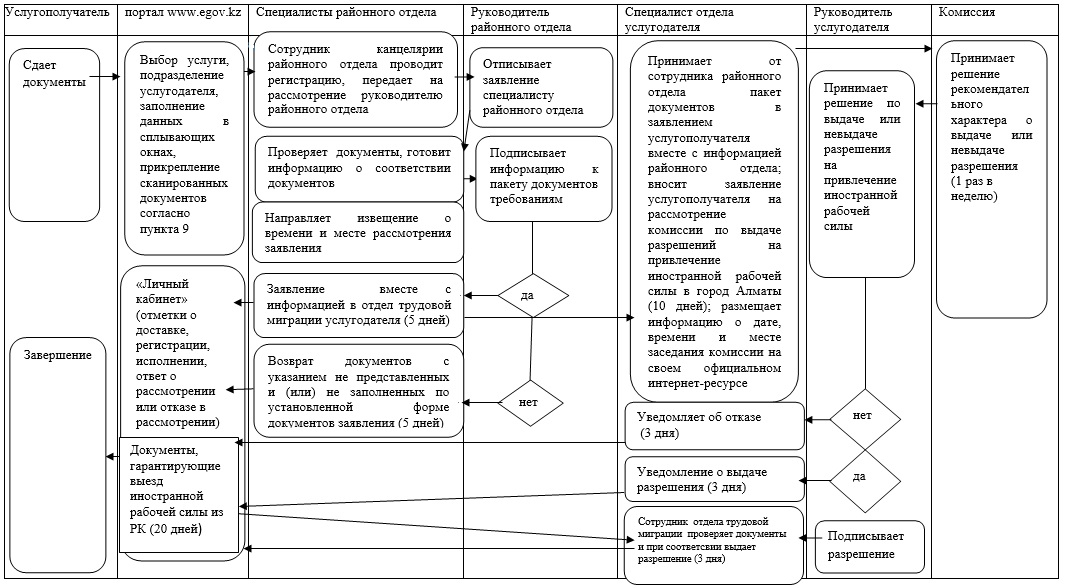 Услугополучатель
портал www.egov.kz
Специалисты районного отдела
Руководитель
районного отдела
Специалист отдела
услугодателя
Руководитель
услугодателя
Комиссия
Сдает
документы
Завершение
Выбор услуги,
подразделение
услугодателя,
заполнение
данных в
сплывающих
окнах,
прикрепление
сканированных
документов
согласно
пункта 9
«Личный
кабинет»
(отметки о
доставке,
регистрации,
исполнении,
ответ о
рассмотрении
или отказе в
рассмотрении)
Документы,
гарантирующие
выезд
иностранной
рабочей силы из
РК (20 дней)
Сотрудник канцелярии
районного отдела проводит
регистрацию, передает на
рассмотрение руководителю
районного отдела
Проверяет документы, готовит
информацию о соответствии
документов
Направляет извещение о
времени и месте рассмотрения
заявления
Заявление вместе с
информацией в отдел трудовой
миграции услугодателя (5 дней)
Возврат документов с
указанием не представленных
и (или) не заполненных по
установленной форме
документов заявления (5 дней)
Отписывает
заявление
специалисту
районного отдела
Подписывает
информацию к
пакету документов
требованиям
да
нет
Принимает от
сотрудника районного
отдела пакет
документов в
заявлением
услугополучателя
вместе с информацией
районного отдела;
вносит заявление
услугополучателя на
рассмотрение
комиссии по выдаче
разрешений на
привлечение
иностранной рабочей
силы в город Алматы
(10 дней); размещает
информацию о дате,
времени и месте
заседания комиссии на
своем официальном
интернет-ресурсе
Уведомляет об отказе
(3 дня)
Уведомление о выдаче
разрешения (3 дня)
Сотрудник отдела трудовой
миграции проверяет документы
и при соответсвии выдает
разрешение (3 дня)
Принимает
решение по
выдаче или
невыдаче
разрешения
на
привлечение
иностранной
рабочей
силы
нет
да
Подписывает
разрешение
Принимает
решение
рекомендател
ьного
характера о
выдаче или
невыдаче
разрешения
(1 раз в
неделю)